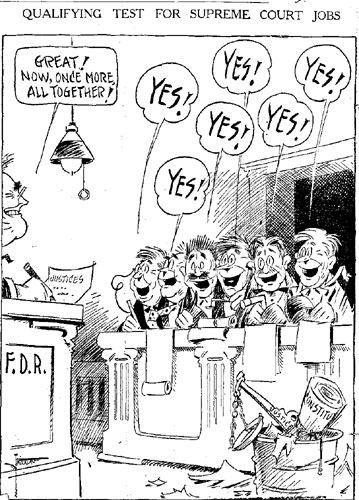 QUALIFYING TEST FOR SUPREME COURT JOBS
GREAT!
NOW, ONCE MORE,
ALL TOGETHER!
YES!
YES!
YES!
YES!
YES!
YES!
JUSTICES
F.D.R.